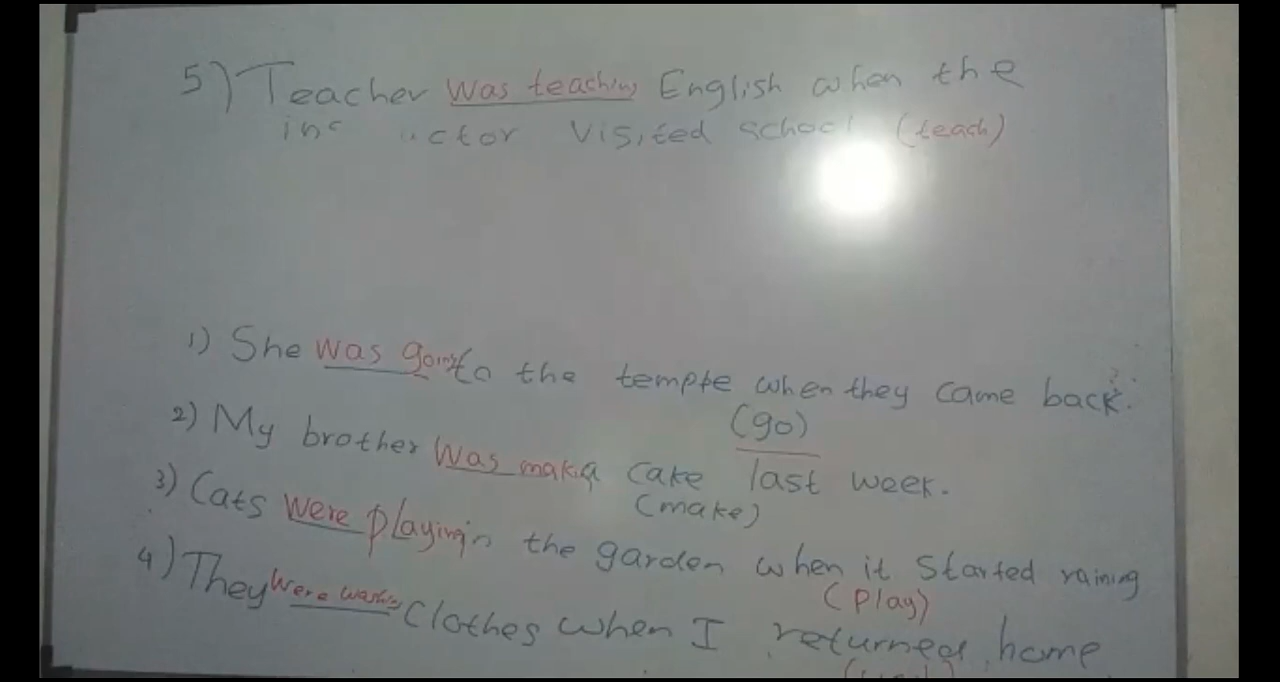 5) Teacher was teaching English when the
visited school (teach)
1) She was going to the temple when they came back.
(go)
2) My brother was making cake last week.
(make)
3) Cats were playing in the garden when it started raining
(play)
4) They were washing clothes when I returned home